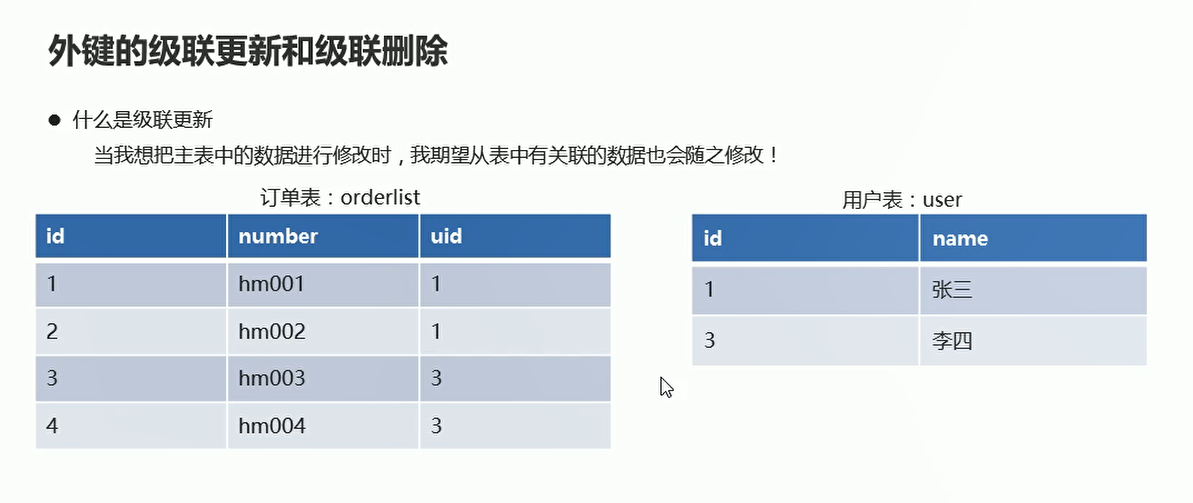 外键的级联更新和级联删除
● 什么是级联更新
当我想把主表中的数据进行修改时，我期望从表中有关联的数据也会随之修改！
订单表：orderlist
id number uid
1 hm001 1
2 hm002 1
3 hm003 3
4 hm004 3
用户表：user
id name
1 张三
3 李四